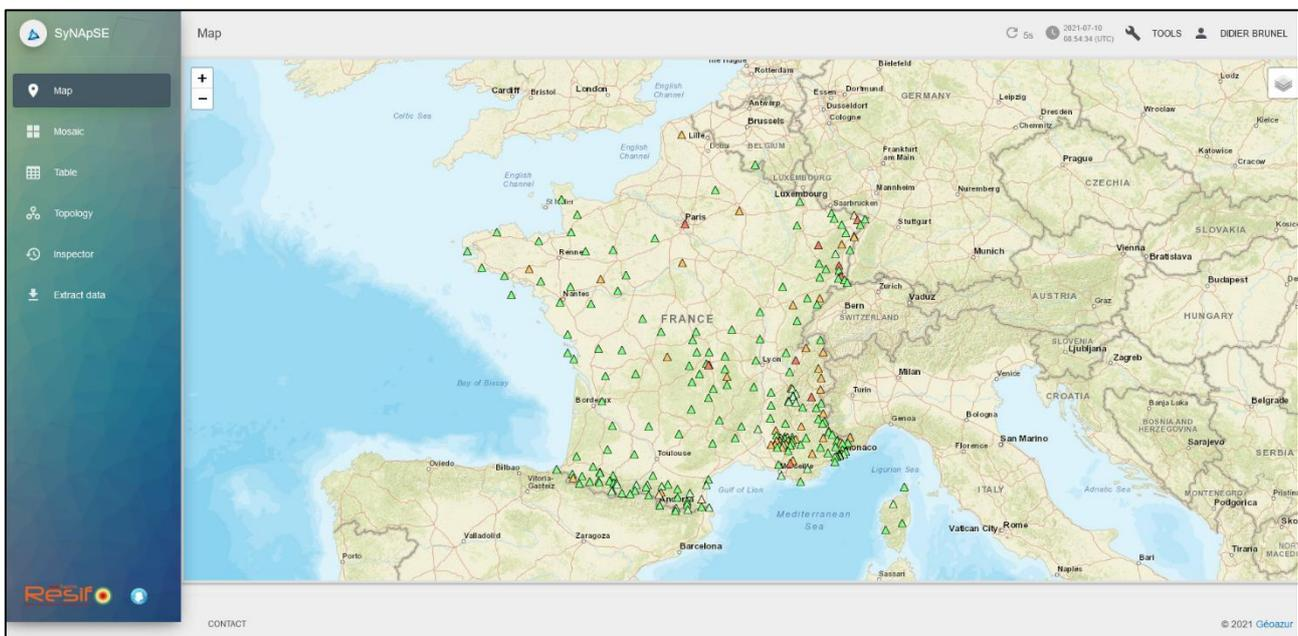 SyNApSE
Map
5s
2021-07-10
08:54:34 (UTC)
TOOLS
DIDIER BRUNEL
Map
Mosaic
Table
Topology
Inspector
Extract data
+
−
Rotterdam
Bielefeld
Lodz
Cardiff
Bristol
London
English
Channel
Essen
Dortmund
GERMANY
Leipzig
Antwerp
Dusseldorf
Dresden
Wroclaw
Kielce
Celtic Sea
Brussels
Cologne
Chemnitz
Lille
BELGIUM
English
Channel
Frankfurt
am Main
Katowice
Cracow
Prague
LUXEMBOURG
Luxembourg
English
Channel
Mannheim
Nuremberg
CZECHIA
Saarbrucken
Paris
Stuttgart
SLOVAKIA
Munich
Vienna
Bratislava
Nantes
Budapest
Zurich
Vaduz
AUSTRIA
Graz
Bern
SWITZERLAND
HUNGARY
FRANCE
SLOVENIA
Ljubljana
Zagreb
Lyon
Milan
Venice
Bay of Biscay
Turin
CROATIA
Banja Luka
Belgrade
Genoa
Bologna
BOSNIA AND
HERZEGOVINA
San Marino
Sarajevo
Florence
Toulouse
SERBIA
Oviedo
Bilbao
Ligurian Sea
Vitoria-
Gasteiz
Gulf of Lion
ITALY
Adriatic Sea
MONTENEGRO
Podgorica
Mediterranean
Sea
Vatican City
Rome
Valladolid
Zaragoza
Barcelona
Tirana
Bari
Porto
Sassari
Naples
Résif
CONTACT
© 2021 Géoazur